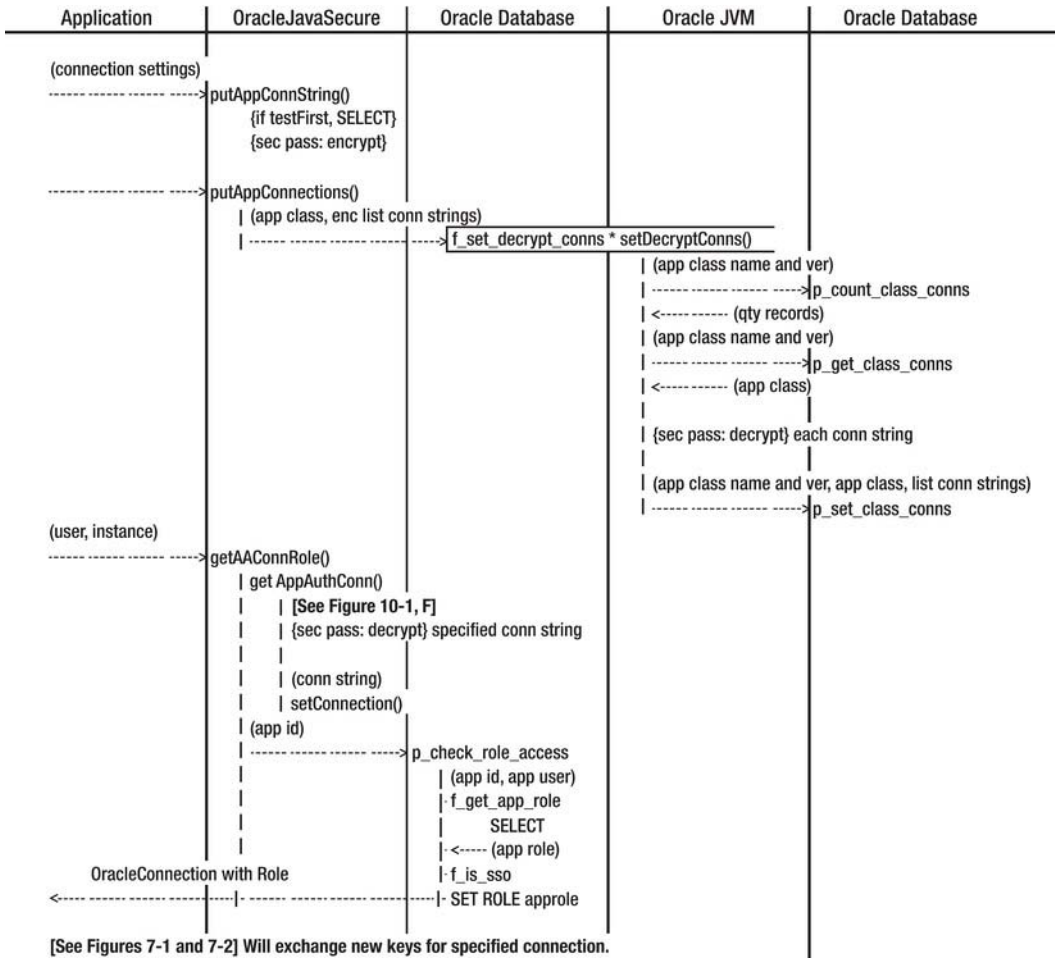 Application OracleJavaSecure Oracle Database Oracle JVM Oracle Database
(connection settings)
putAppConnString()
{if testFirst, SELECT}
{sec pass: encrypt}
putAppConnections()
(app class, enc list conn strings)
f_set_decrypt_conns * setDecryptConns()
(app class name and ver)
p_count_class_conns
(qty records)
(app class name and ver)
p_get_class_conns
(app class)
{sec pass: decrypt} each conn string
(app class name and ver, app class, list conn strings)
p_set_class_conns
(user, instance)
getAAConnRole()
get AppAuthConn()
[See Figure 10-1, F]
{sec pass: decrypt} specified conn string
(conn string)
setConnection()
(app id)
p_check_role_access
(app id, app user)
f_get_app_role
SELECT
(app role)
OracleConnection with Role f_is_sso
SET ROLE approle
[See Figures 7-1 and 7-2] Will exchange new keys for specified connection.